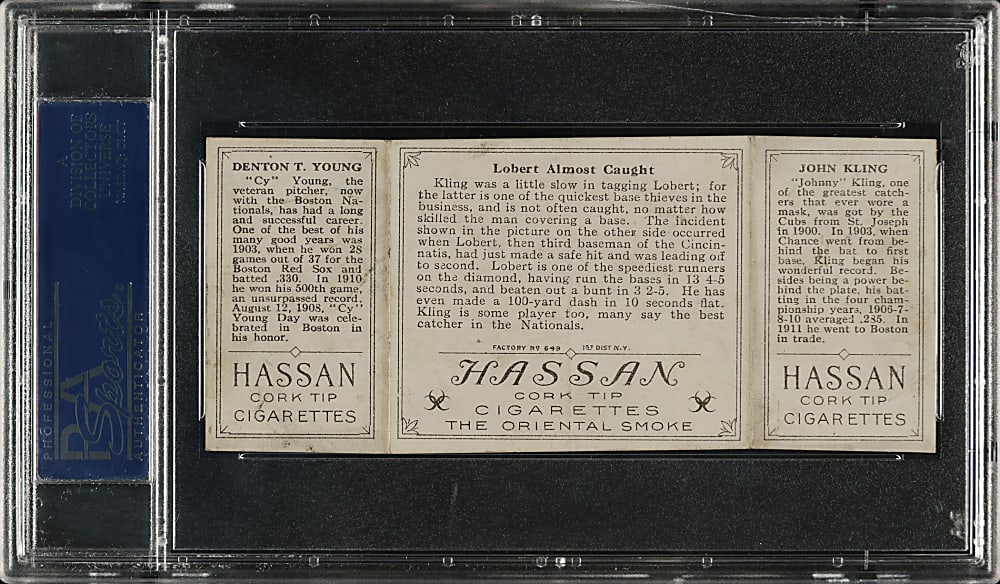 A
DIVISION OF
COLLECTORS
UNIVERSE
NASDAQ: CLCT
PROFESSIONAL
PSA
Sports
AUTHENTICATOR
DENTON T. YOUNG
"Cy" Young, the
veteran pitcher, now
with the Boston Na-
tionals, has had a long
and successful career.
One of the best of his
many good years was
1903, when he won 28
games out of 37 for the
Boston Red Sox and
batted .330. In 1910
he won his 500th game,
an unsurpassed record.
August 12, 1908, "Cy"
Young Day was cele-
brated in Boston in
his honor.
HASSAN
CORK TIP
CIGARETTES
Lobert Almost Caught
Kling was a little slow in tagging Lobert; for
the latter is one of the quickest base thieves in the
business, and is not often caught, no matter how
skilled the man covering a base. The incident
shown in the picture on the other side occurred
when Lobert, then third baseman of the Cincin-
natis, had just made a safe hit and was leading off
to second. Lobert is one of the speediest runners
on the diamond, having run the bases in 13 4-5
seconds, and beaten out a bunt in 3 2-5. He has
even made a 100-yard dash in 10 seconds flat.
Kling is some player too, many say the best
catcher in the Nationals.
FACTORY Nº 649 1ST DIST N.Y.
HASSAN
CORK TIP
CIGARETTES
THE ORIENTAL SMOKE
JOHN KLING
"Johnny" Kling, one
of the greatest catch-
ers that ever wore a
mask, was got by the
Cubs from St. Joseph
in 1900. In 1903, when
Chance went from be-
hind the bat to first
base, Kling began his
wonderful record. Be-
sides being a power be-
hind the plate, his bat-
ting in the four cham-
pionship years, 1906-7-
8-10 averaged .285. In
1911 he went to Boston
in trade.
HASSAN
CORK TIP
CIGARETTES